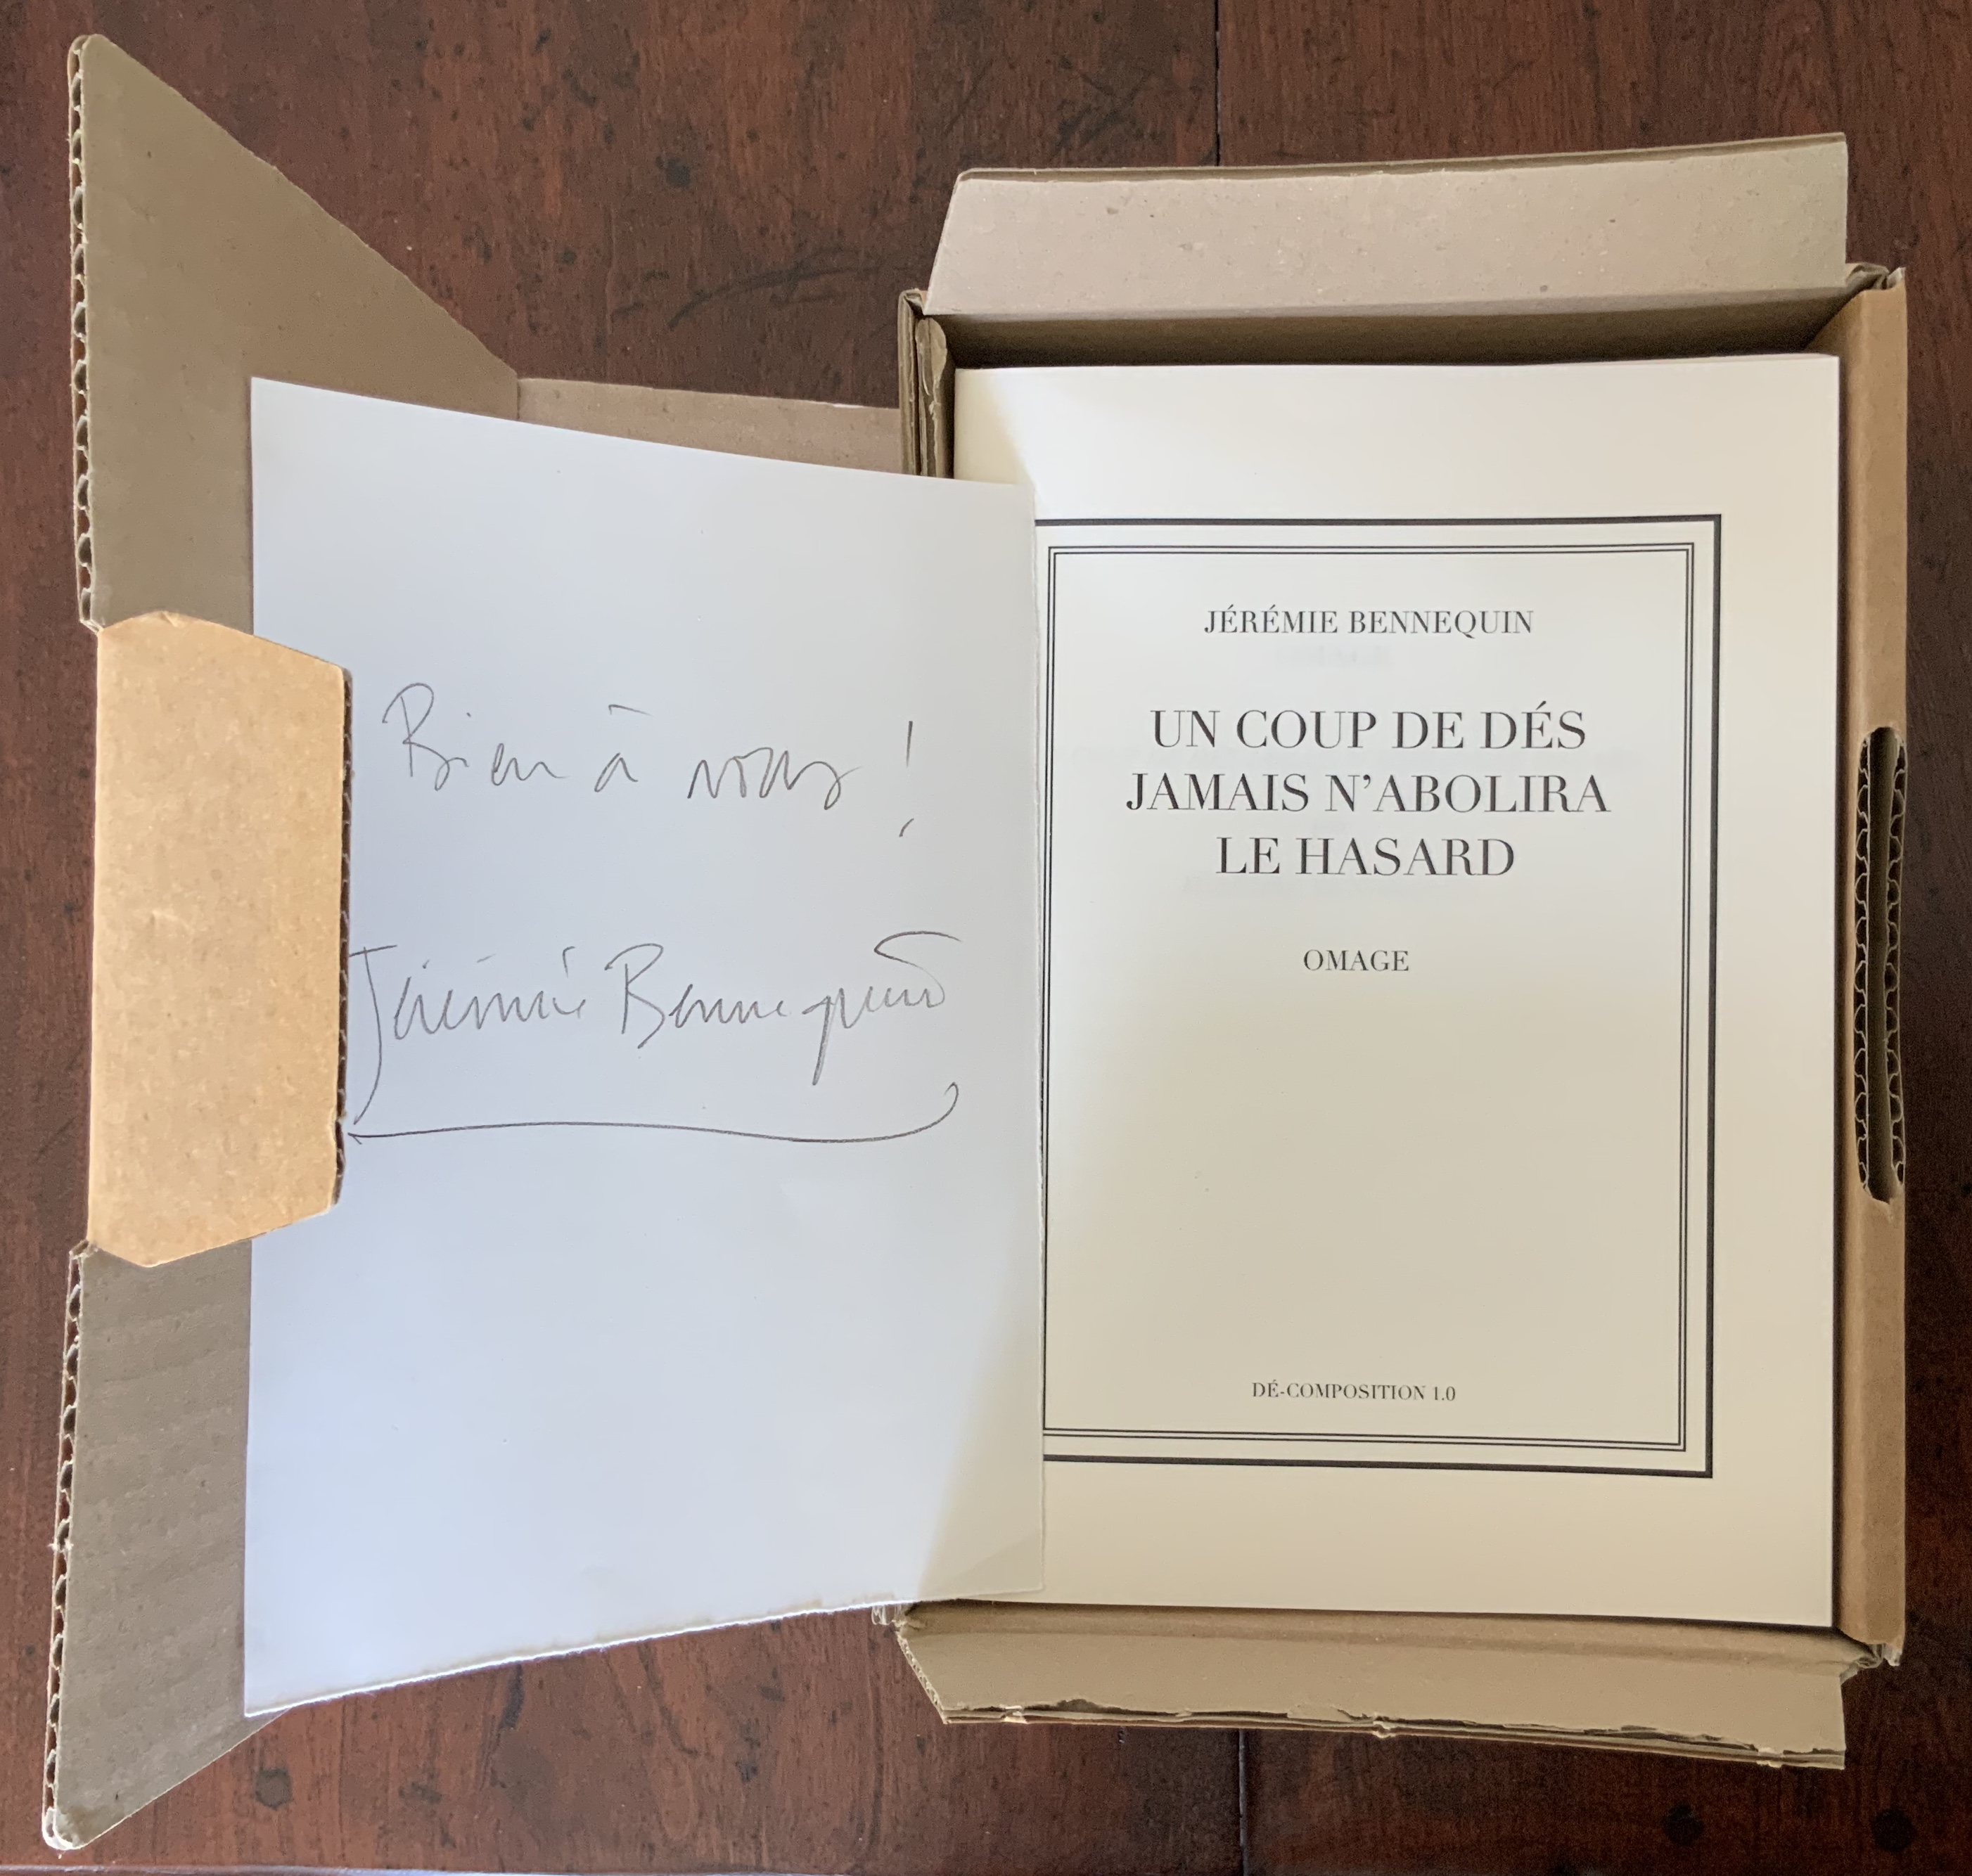 Bien à vous !
Jérémie Bennequin
JÉRÉMIE BENNEQUIN
UN COUP DE DÉS
JAMAIS N’ABOLIRA
LE HASARD
OMAGE
DÉ-COMPOSITION 1.0